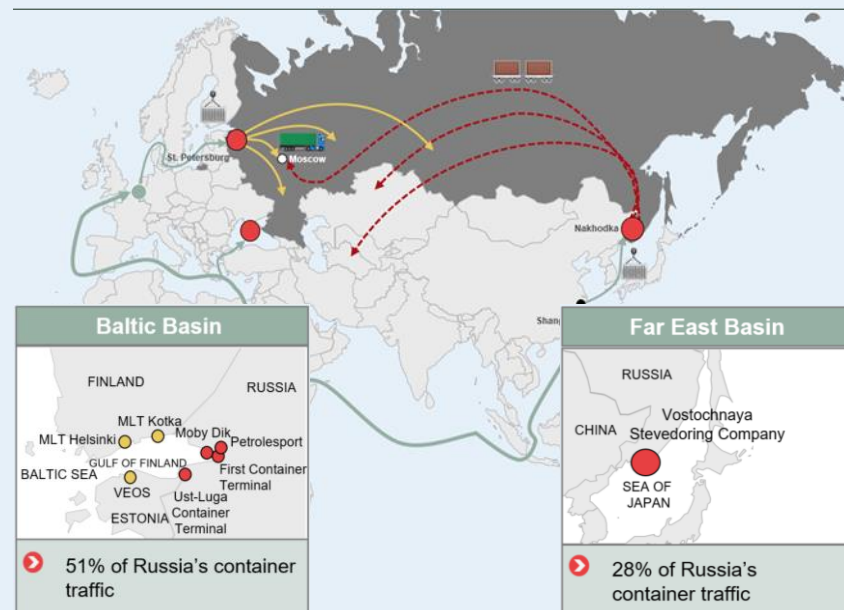 St. Petersburg
Moscow
Nakhodka
Baltic Basin
FINLAND
RUSSIA
MLT Kotka
Moby Dik
MLT Helsinki
Petrolesport
GULF OF FINLAND
First Container
Terminal
BALTIC SEA
VEOS
Ust-Luga
Container
Terminal
ESTONIA
51% of Russia's container
traffic
Far East Basin
RUSSIA
Vostochnaya
Stevedoring Company
CHINA
SEA OF
JAPAN
28% of Russia's
container traffic